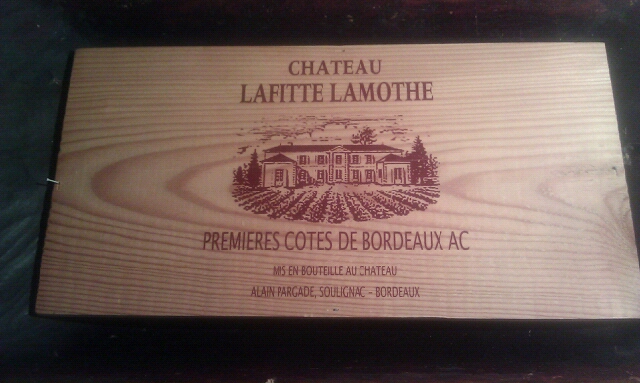 CHATEAU
LAFITTE LAMOTHE
PREMIERES COTES DE BORDEAUX AC
MIS EN BOUTEILLE AU CHATEAU
ALAIN PARGADE, SOULIGNAC - BORDEAUX